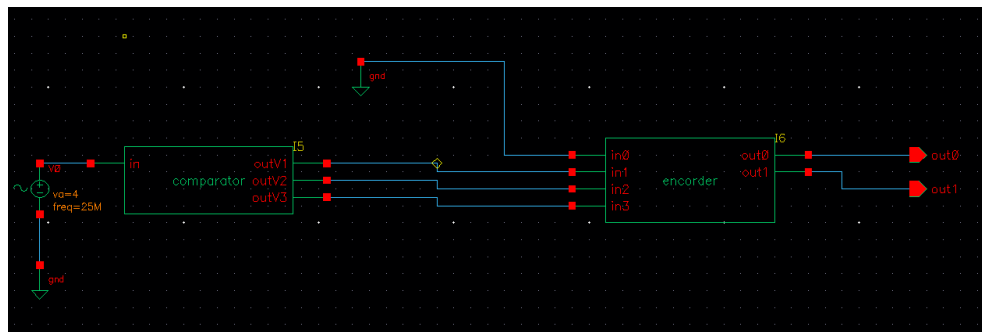 gnd
I5
I6
V0
in
outV1
outV2
outV3
comparator
va=4
freq=25M
gnd
in0
in1
in2
in3
encorder
out0
out1
out0
out1